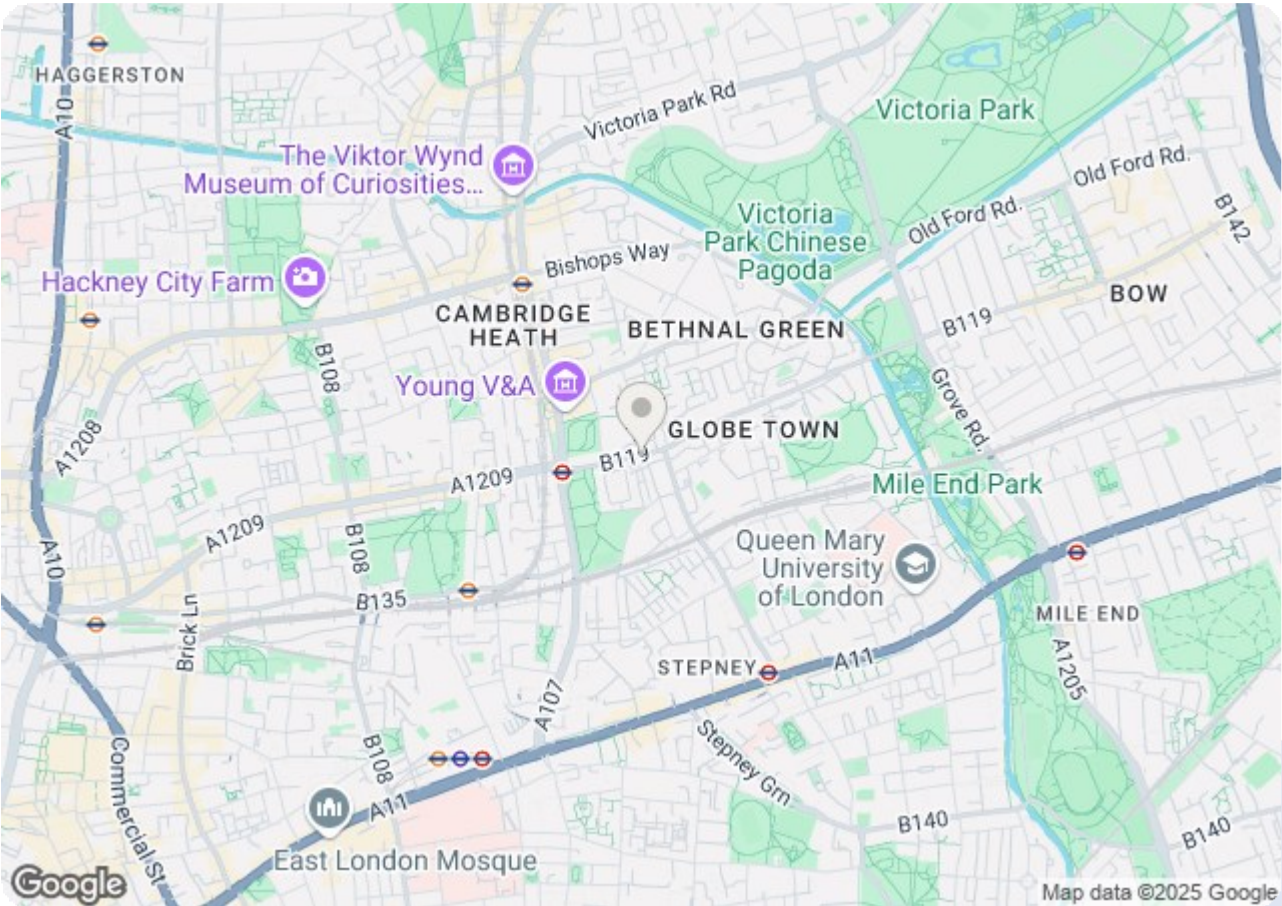 HAGGERSTON
A10
Victoria Park Rd
Victoria Park
The Viktor Wynd
Museum of Curiosities...
Old Ford Rd.
Old Ford Rd.
B142
Victoria
Park Chinese
Pagoda
Bishops Way
Hackney City Farm
CAMBRIDGE
HEATH
BETHNAL GREEN
BOW
B119
B108
Young V&A
Grove Rd.
A1208
GLOBE TOWN
B119
A1209
Mile End Park
A1209
B108
A10
Queen Mary
University
of London
B135
Brick Ln
MILE END
STEPNEY
A11
A1205
A107
Commercial St
B108
Stepney Grn
A11
B140
B140
East London Mosque
Google
Map data ©2025 Google